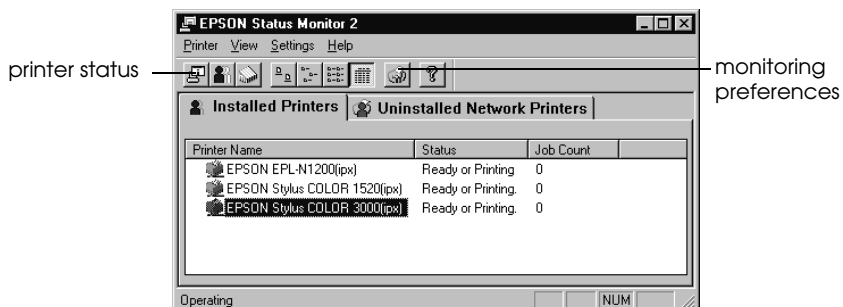 EPSON Status Monitor 2
Printer View Settings Help
printer status
monitoring
preferences
Installed Printers Uninstalled Network Printers
Printer Name Status Job Count
EPSON EPL-N1200(ipx) Ready or Printing 0
EPSON Stylus COLOR 1520(ipx) Ready or Printing. 0
EPSON Stylus COLOR 3000(ipx) Ready or Printing. 0
Operating NUM